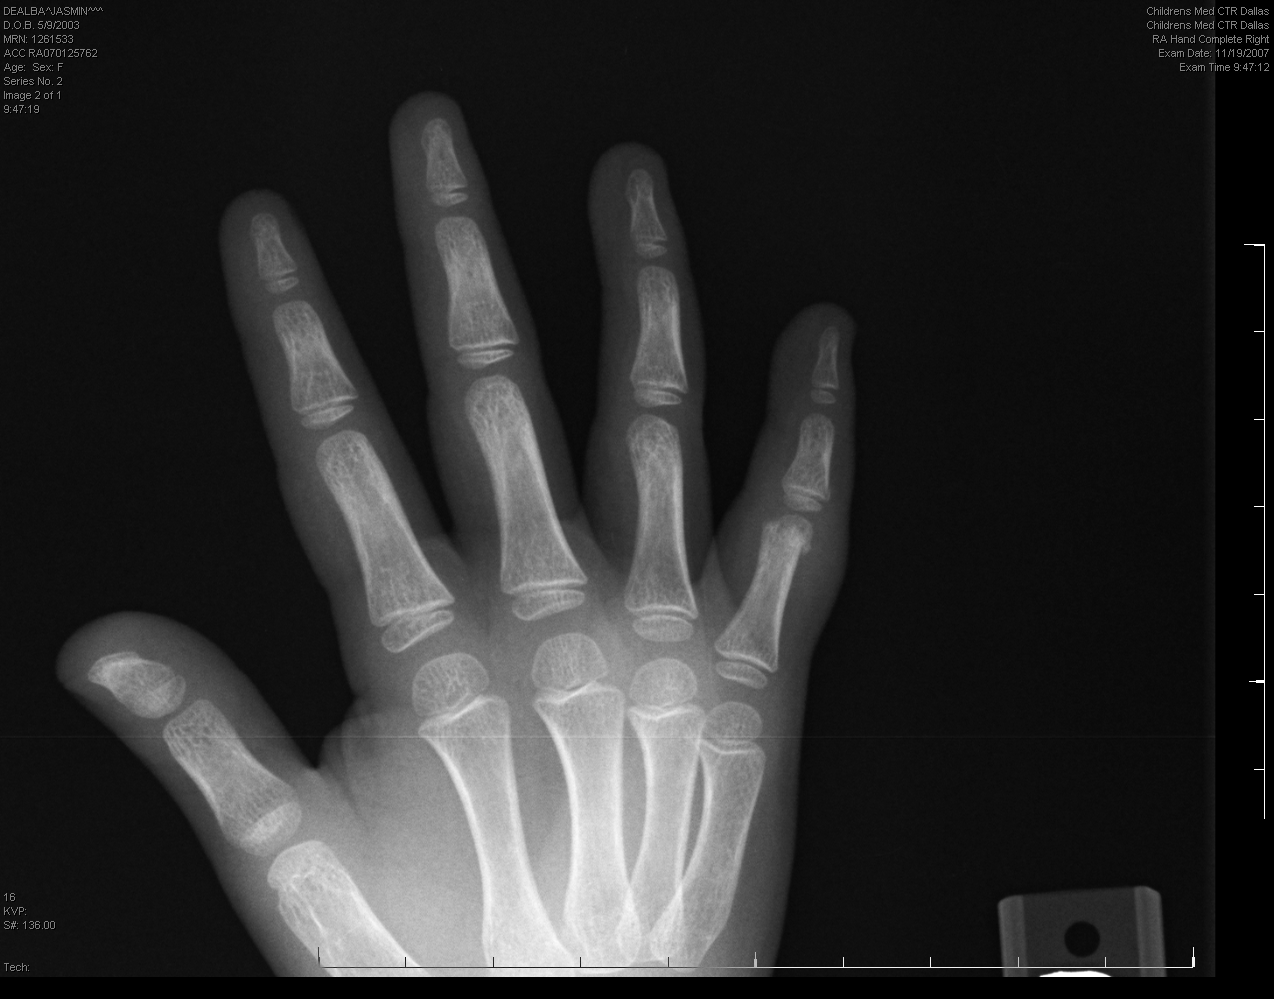 DEALBA^JASMIN^^^
D.O.B. 5/9/2003
MRN: 1261533
ACC RA070125762
Age:  Sex: F
Series No. 2
Image 2 of 1
9:47:19
Childrens Med CTR Dallas
Childrens Med CTR Dallas
RA Hand Complete Right
Exam Date: 11/19/2007
Exam Time 9:47:12
16
KVP:
S#: 136.00
Tech: